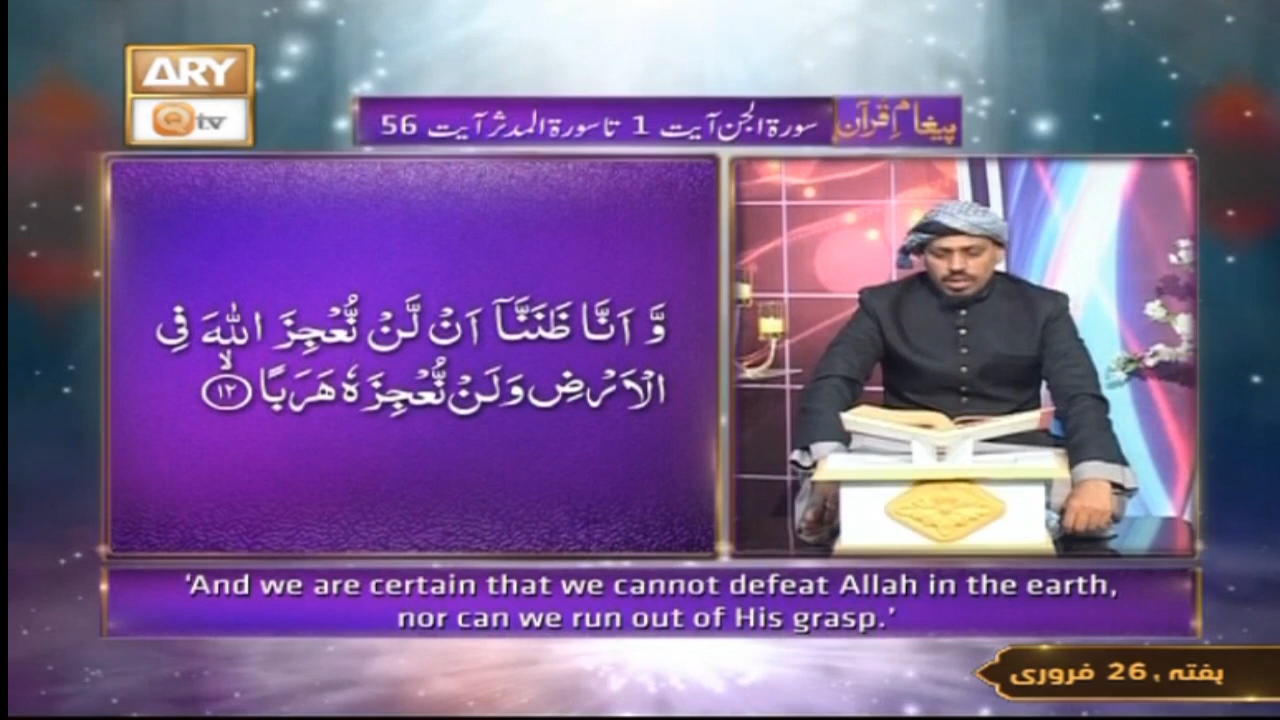 ARY
Qtv
پیغامِ قرآن
سورۃ الجن آیت 1 تا سورۃ المدثر آیت 56
وَّ اَنَّا ظَنَنَّاۤ اَنْ لَّنْ نُّعْجِزَ اللّٰهَ فِی
الْاَرْضِ وَ لَنْ نُّعْجِزَهٗ هَرَبًاۙ ﴿۱۲﴾
‘And we are certain that we cannot defeat Allah in the earth,
nor can we run out of His grasp.’
ہفتہ , 26 فروری